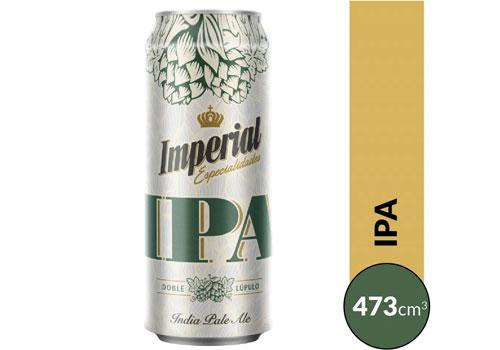 Imperial
Especialidades
IPA
DOBLE LÚPULO
India Pale Ale
IPA
473cm³